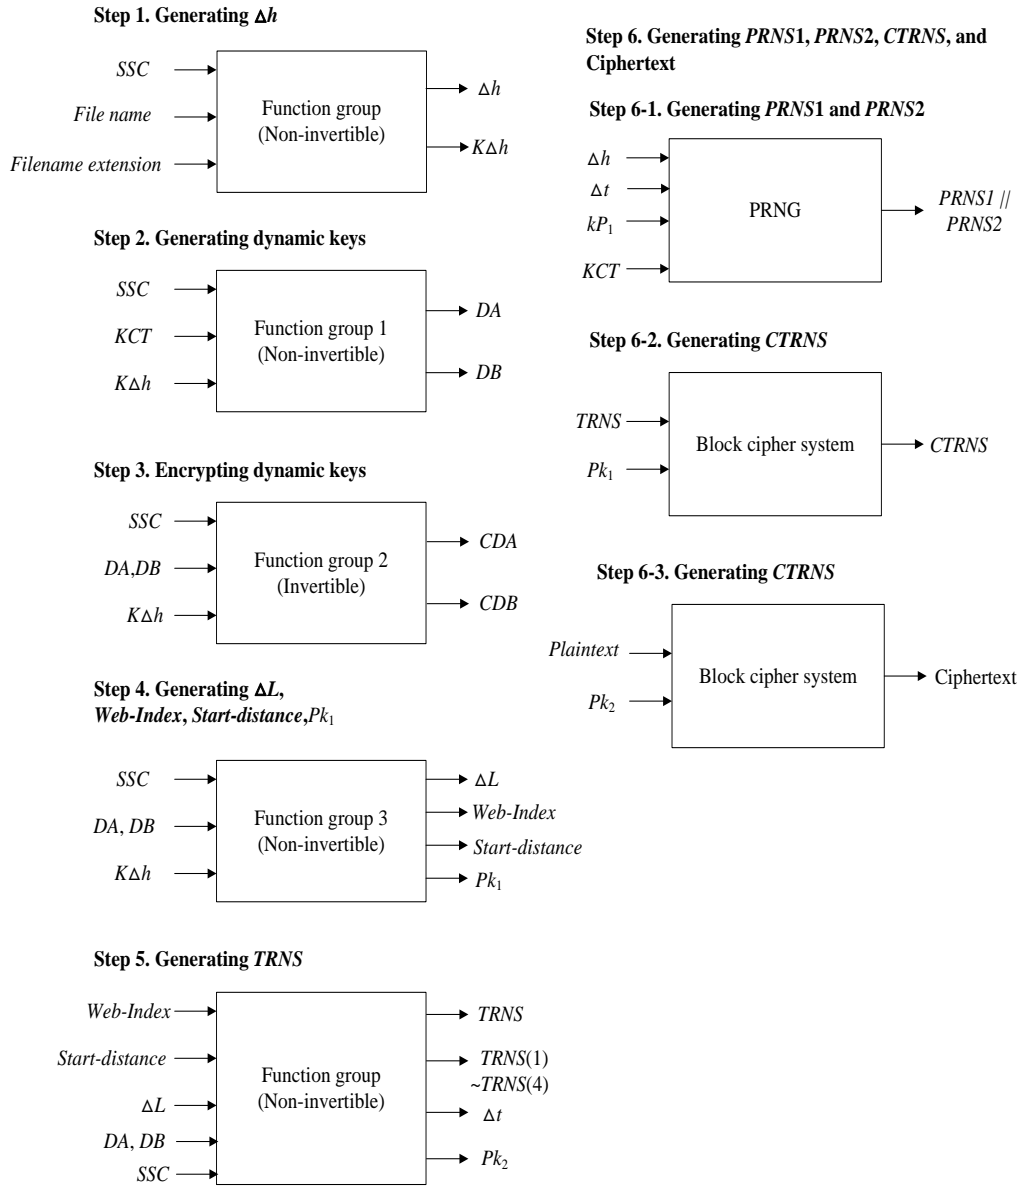 Step 1. Generating Δh
SSC
File name
Filename extension
Function group
(Non-invertible)
Δh
KΔh
Step 2. Generating dynamic keys
SSC
KCT
KΔh
Function group 1
(Non-invertible)
DA
DB
Step 3. Encrypting dynamic keys
SSC
DA,DB
KΔh
Function group 2
(Invertible)
CDA
CDB
Step 4. Generating ΔL,
Web-Index, Start-distance,Pk1
SSC
DA, DB
KΔh
Function group 3
(Non-invertible)
ΔL
Web-Index
Start-distance
Pk1
Step 5. Generating TRNS
Web-Index
Start-distance
ΔL
DA, DB
SSC
Function group
(Non-invertible)
TRNS
TRNS(1)
~TRNS(4)
Δt
Pk2
Step 6. Generating PRNS1, PRNS2, CTRNS, and
Ciphertext
Step 6-1. Generating PRNS1 and PRNS2
Δh
Δt
kP1
KCT
PRNG
PRNS1 ||
PRNS2
Step 6-2. Generating CTRNS
TRNS
Pk1
Block cipher system
CTRNS
Step 6-3. Generating CTRNS
Plaintext
Pk2
Block cipher system
Ciphertext